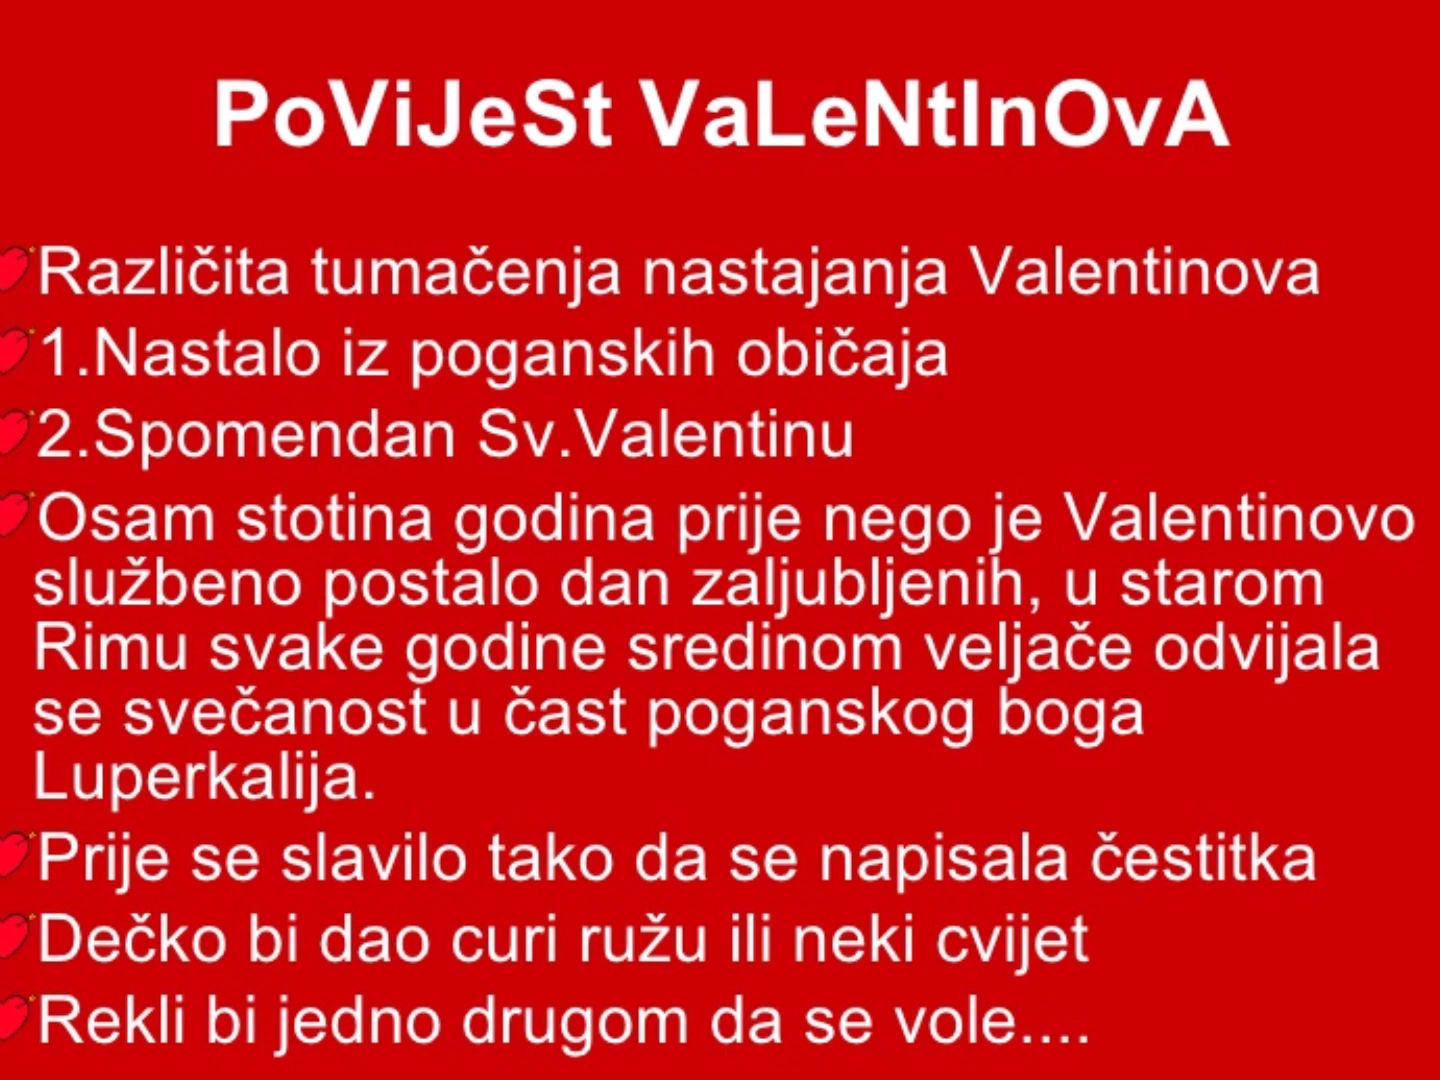 PoViJeSt VaLeNtInOvA
Različita tumačenja nastajanja Valentinova
1.Nastalo iz poganskih običaja
2.Spomendan Sv.Valentinu
Osam stotina godina prije nego je Valentinovo
službeno postalo dan zaljubljenih, u starom
Rimu svake godine sredinom veljače odvijala
se svečanost u čast poganskog boga
Luperkalija.
Prije se slavilo tako da se napisala čestitka
Dečko bi dao curi ružu ili neki cvijet
Rekli bi jedno drugom da se vole....